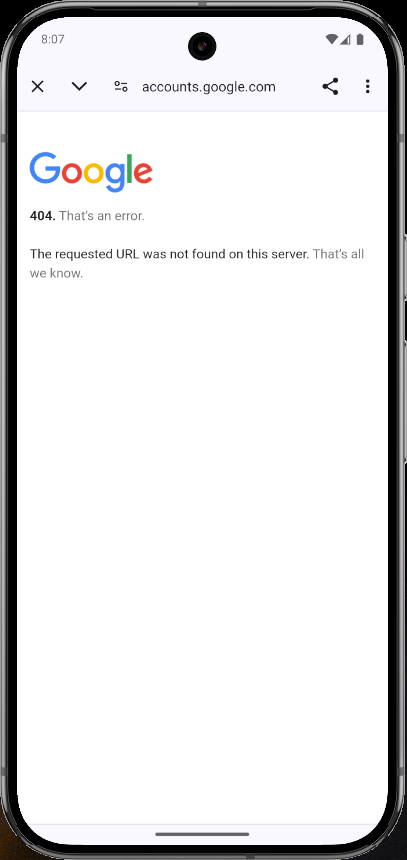 8:07
accounts.google.com
Google
404. That's an error.
The requested URL was not found on this server. That's all
we know.